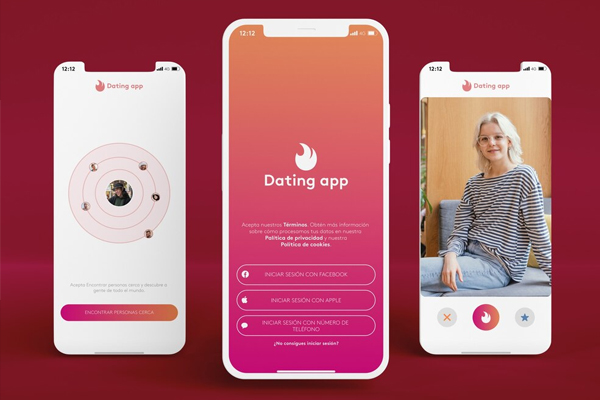 12:12
4G
Dating app
Acepta Encontrar personas cerca y descubre a
gente de todo el mundo.
ENCONTRAR PERSONAS CERCA
12:12
4G
Dating app
Acepta nuestros Términos. Obtén más información
sobre cómo procesamos tus datos en nuestra
Política de privacidad y nuestra
Política de cookies.
INICIAR SESIÓN CON FACEBOOK
INICIAR SESIÓN CON APPLE
INICIAR SESIÓN CON NÚMERO DE
TELÉFONO
¿No consigues iniciar sesión?
12:12
4G
Dating app